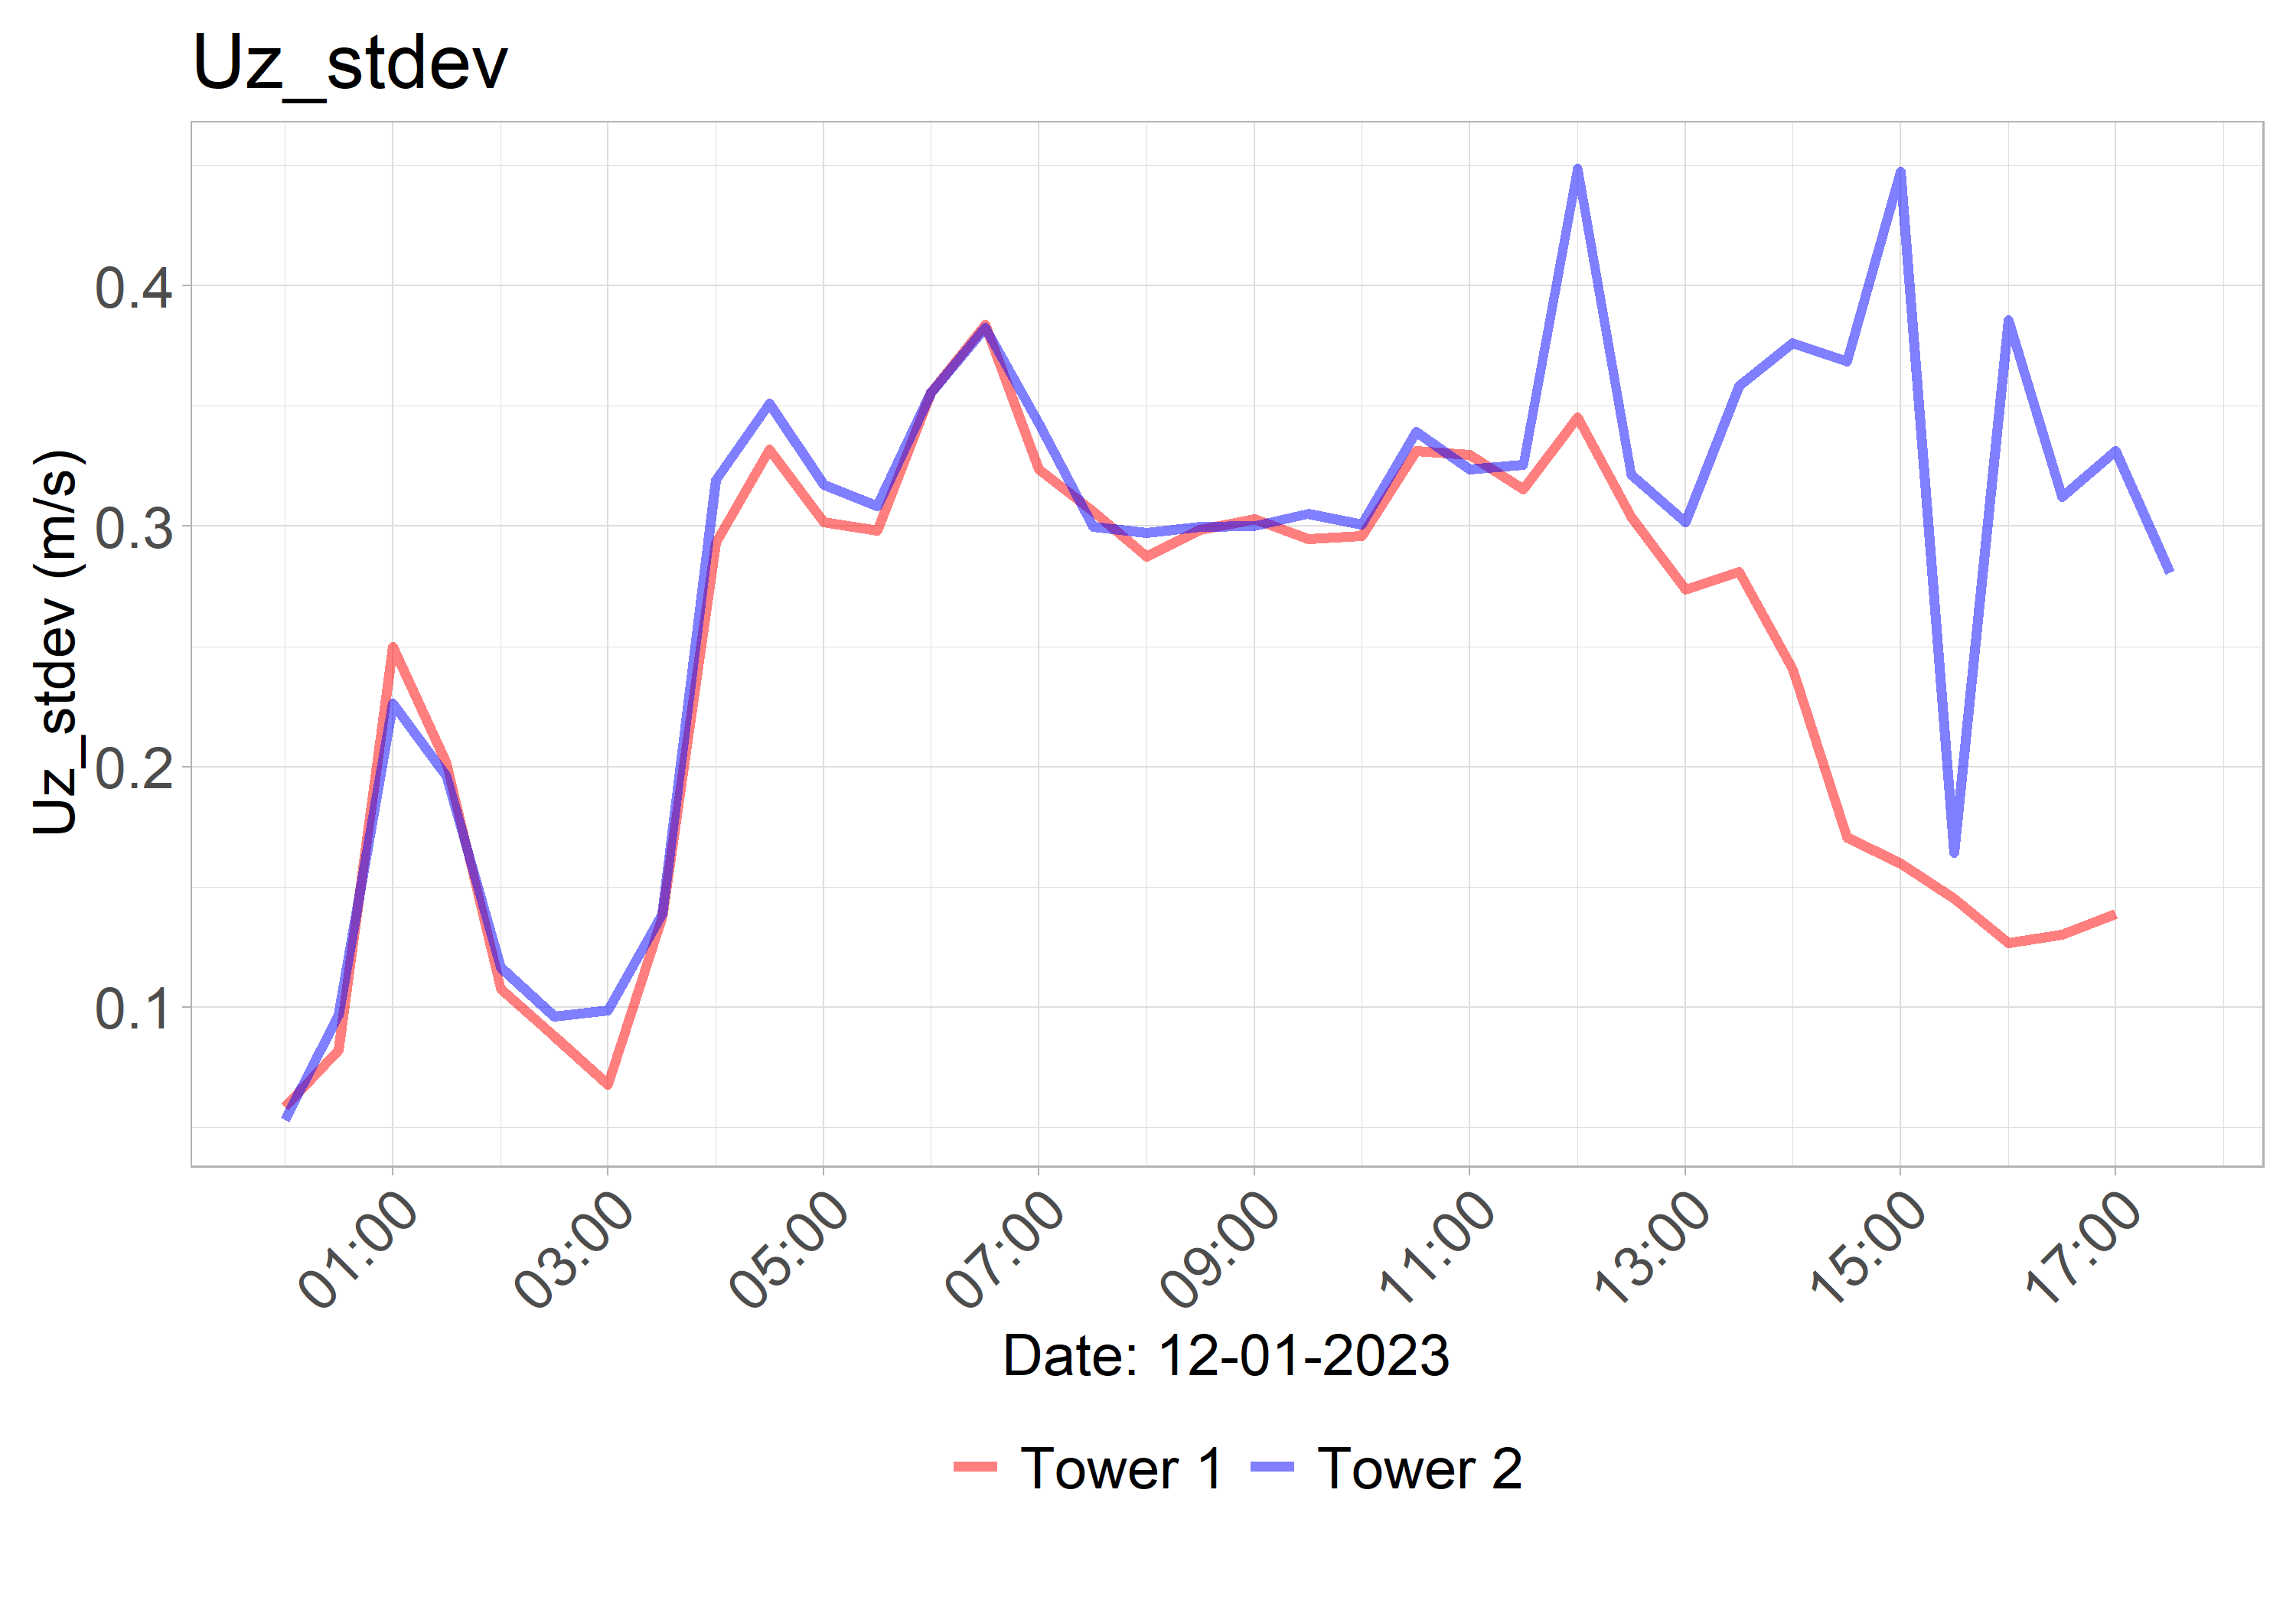 Uz_stdev
Uz_stdev (m/s)
0.4
0.3
0.2
0.1
01:00 03:00 05:00 07:00 09:00 11:00 13:00 15:00 17:00
Date: 12-01-2023
Tower 1 Tower 2